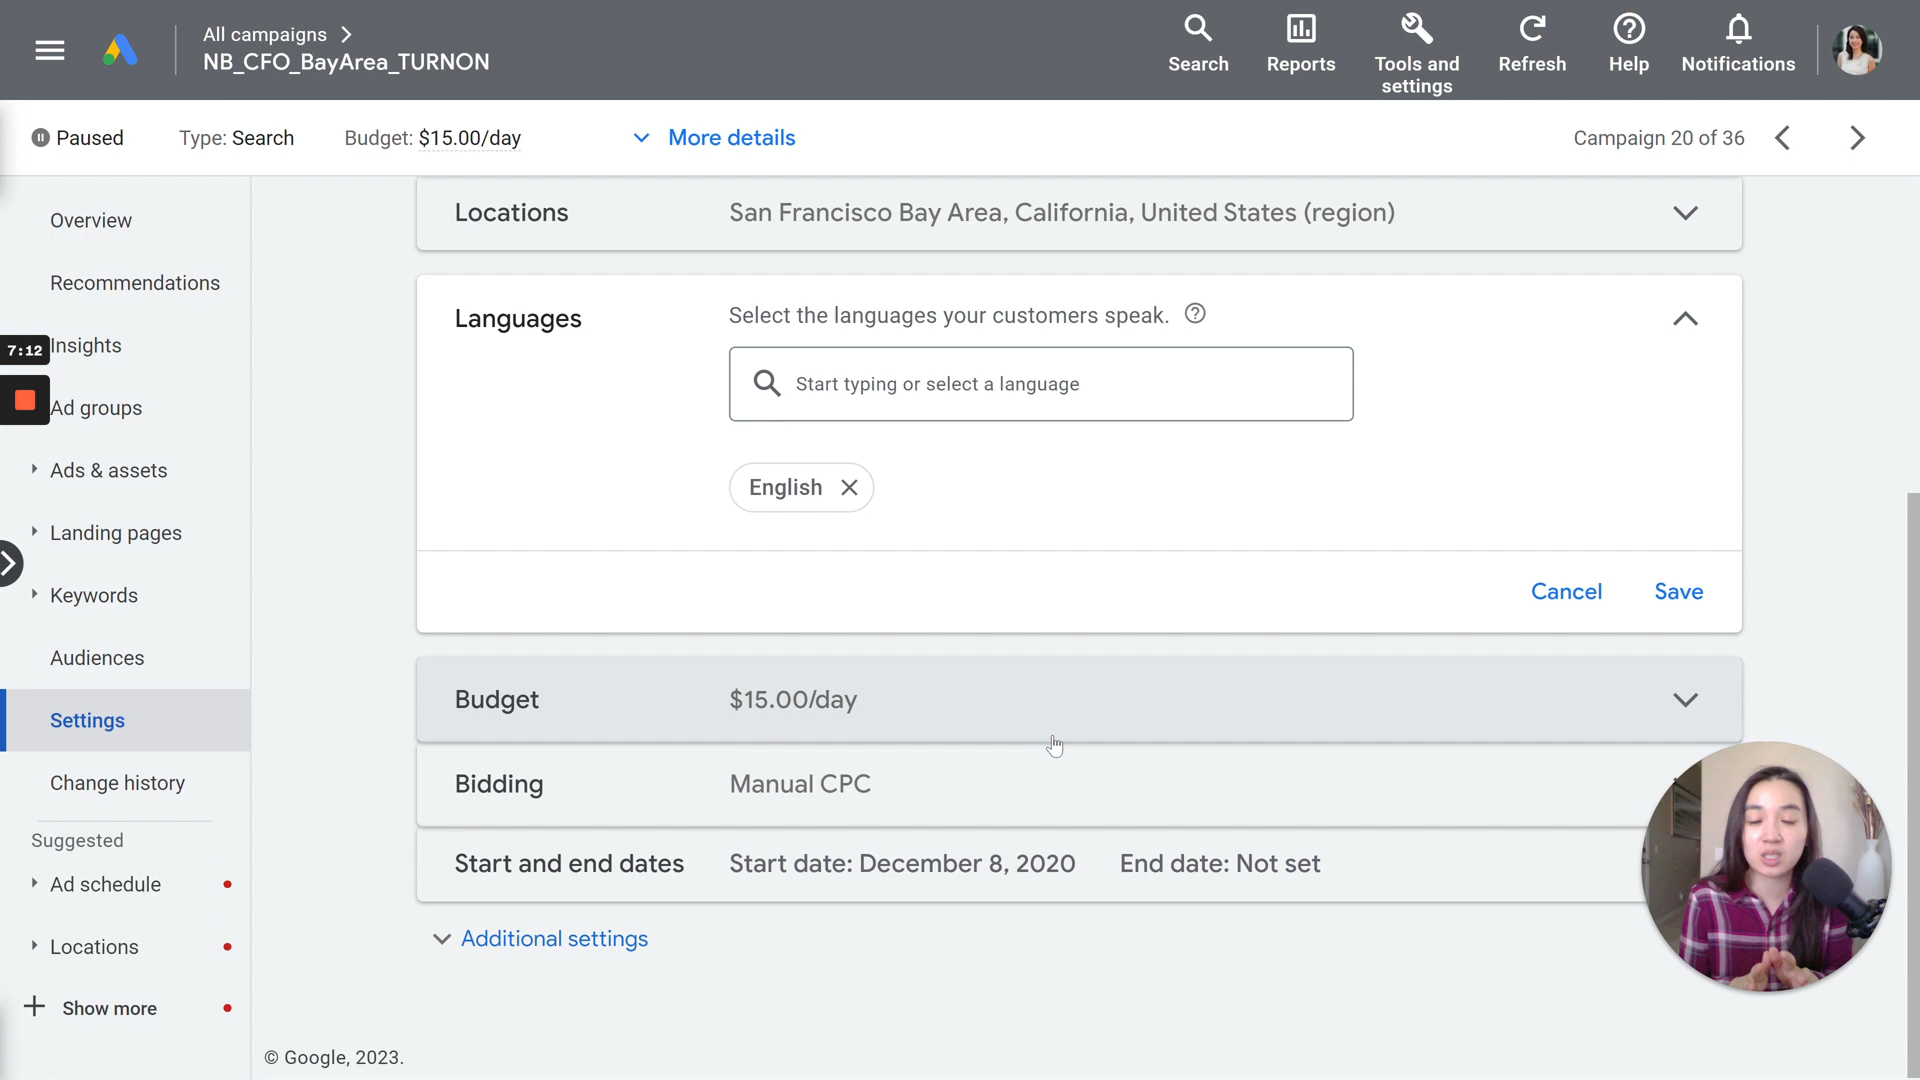 All campaigns
NB_CFO_BayArea_TURNON
Search
Reports
Tools and
settings
Refresh
Help
Notifications
Paused
Type: Search
Budget: $15.00/day
More details
Campaign 20 of 36
Overview
Recommendations
Insights
7:12
Ad groups
Ads & assets
Landing pages
Keywords
Audiences
Settings
Change history
Suggested
Ad schedule
Locations
Show more
Locations
San Francisco Bay Area, California, United States (region)
Languages
Select the languages your customers speak.
Start typing or select a language
English
Cancel
Save
Budget
$15.00/day
Bidding
Manual CPC
Start and end dates
Start date: December 8, 2020
End date: Not set
Additional settings
© Google, 2023.